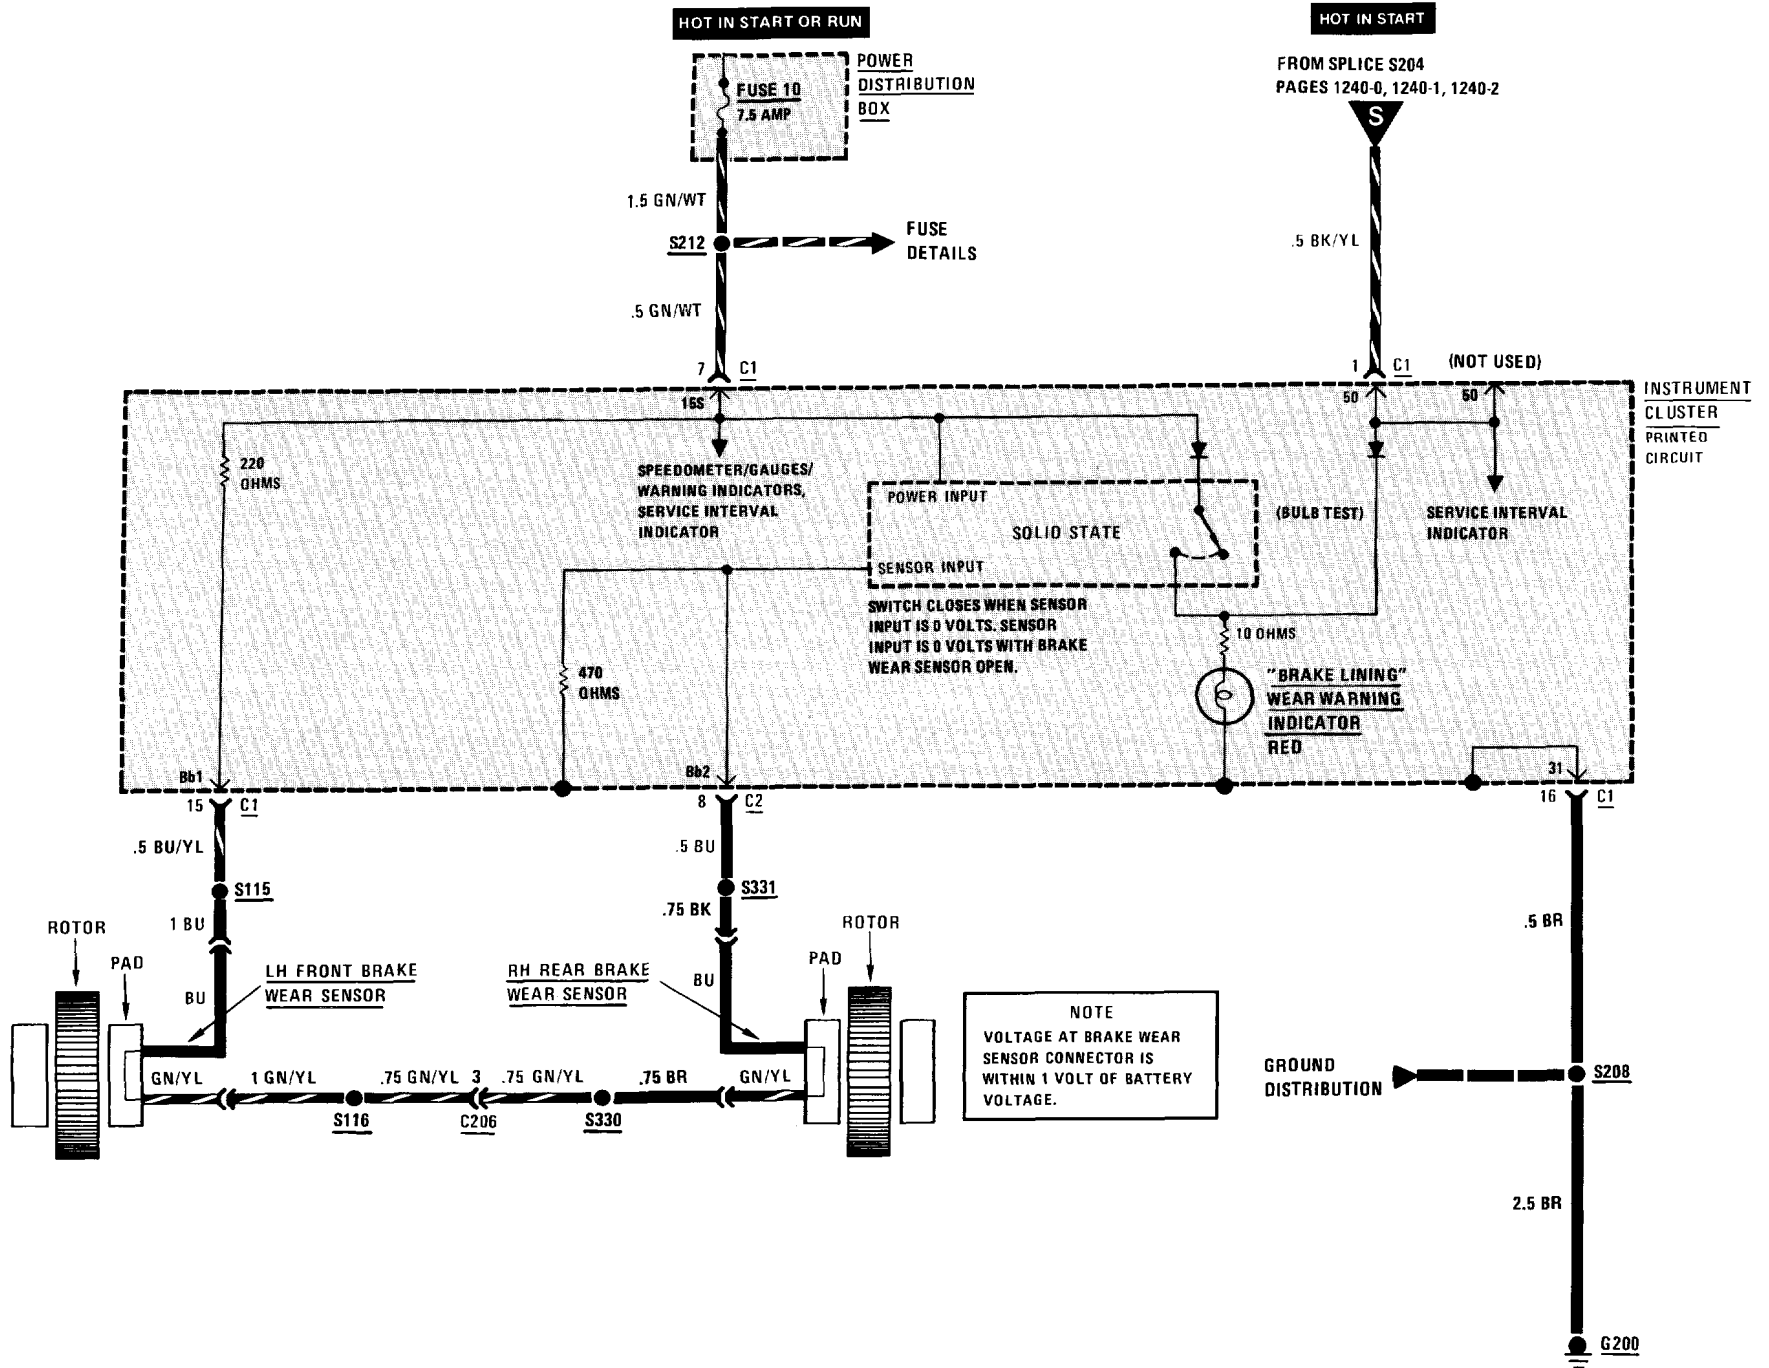 HOT IN START OR RUN
HOT IN START
POWER
DISTRIBUTION
BOX
FUSE 10
7.5 AMP
FROM SPLICE S204
PAGES 1240-0, 1240-1, 1240-2
S
1.5 GN/WT
S212
FUSE
DETAILS
.5 BK/YL
.5 GN/WT
7
C1
1
C1
(NOT USED)
15S
50
50
INSTRUMENT
CLUSTER
PRINTED
CIRCUIT
220
OHMS
SPEEDOMETER/GAUGES/
WARNING INDICATORS,
SERVICE INTERVAL
INDICATOR
POWER INPUT
SOLID STATE
SENSOR INPUT
(BULB TEST)
SERVICE INTERVAL
INDICATOR
SWITCH CLOSES WHEN SENSOR
INPUT IS 0 VOLTS. SENSOR
INPUT IS 0 VOLTS WITH BRAKE
WEAR SENSOR OPEN.
10 OHMS
470
OHMS
"BRAKE LINING"
WEAR WARNING
INDICATOR
RED
Bb1
Bb2
31
15
C1
8
C2
16
C1
.5 BU/YL
.5 BU
S115
S331
1 BU
.75 BK
.5 BR
ROTOR
PAD
LH FRONT BRAKE
WEAR SENSOR
BU
RH REAR BRAKE
WEAR SENSOR
BU
PAD
ROTOR
GN/YL
1 GN/YL
.75 GN/YL
3
.75 GN/YL
.75 BR
GN/YL
S116
C206
S330
NOTE
VOLTAGE AT BRAKE WEAR
SENSOR CONNECTOR IS
WITHIN 1 VOLT OF BATTERY
VOLTAGE.
GROUND
DISTRIBUTION
S208
2.5 BR
G200